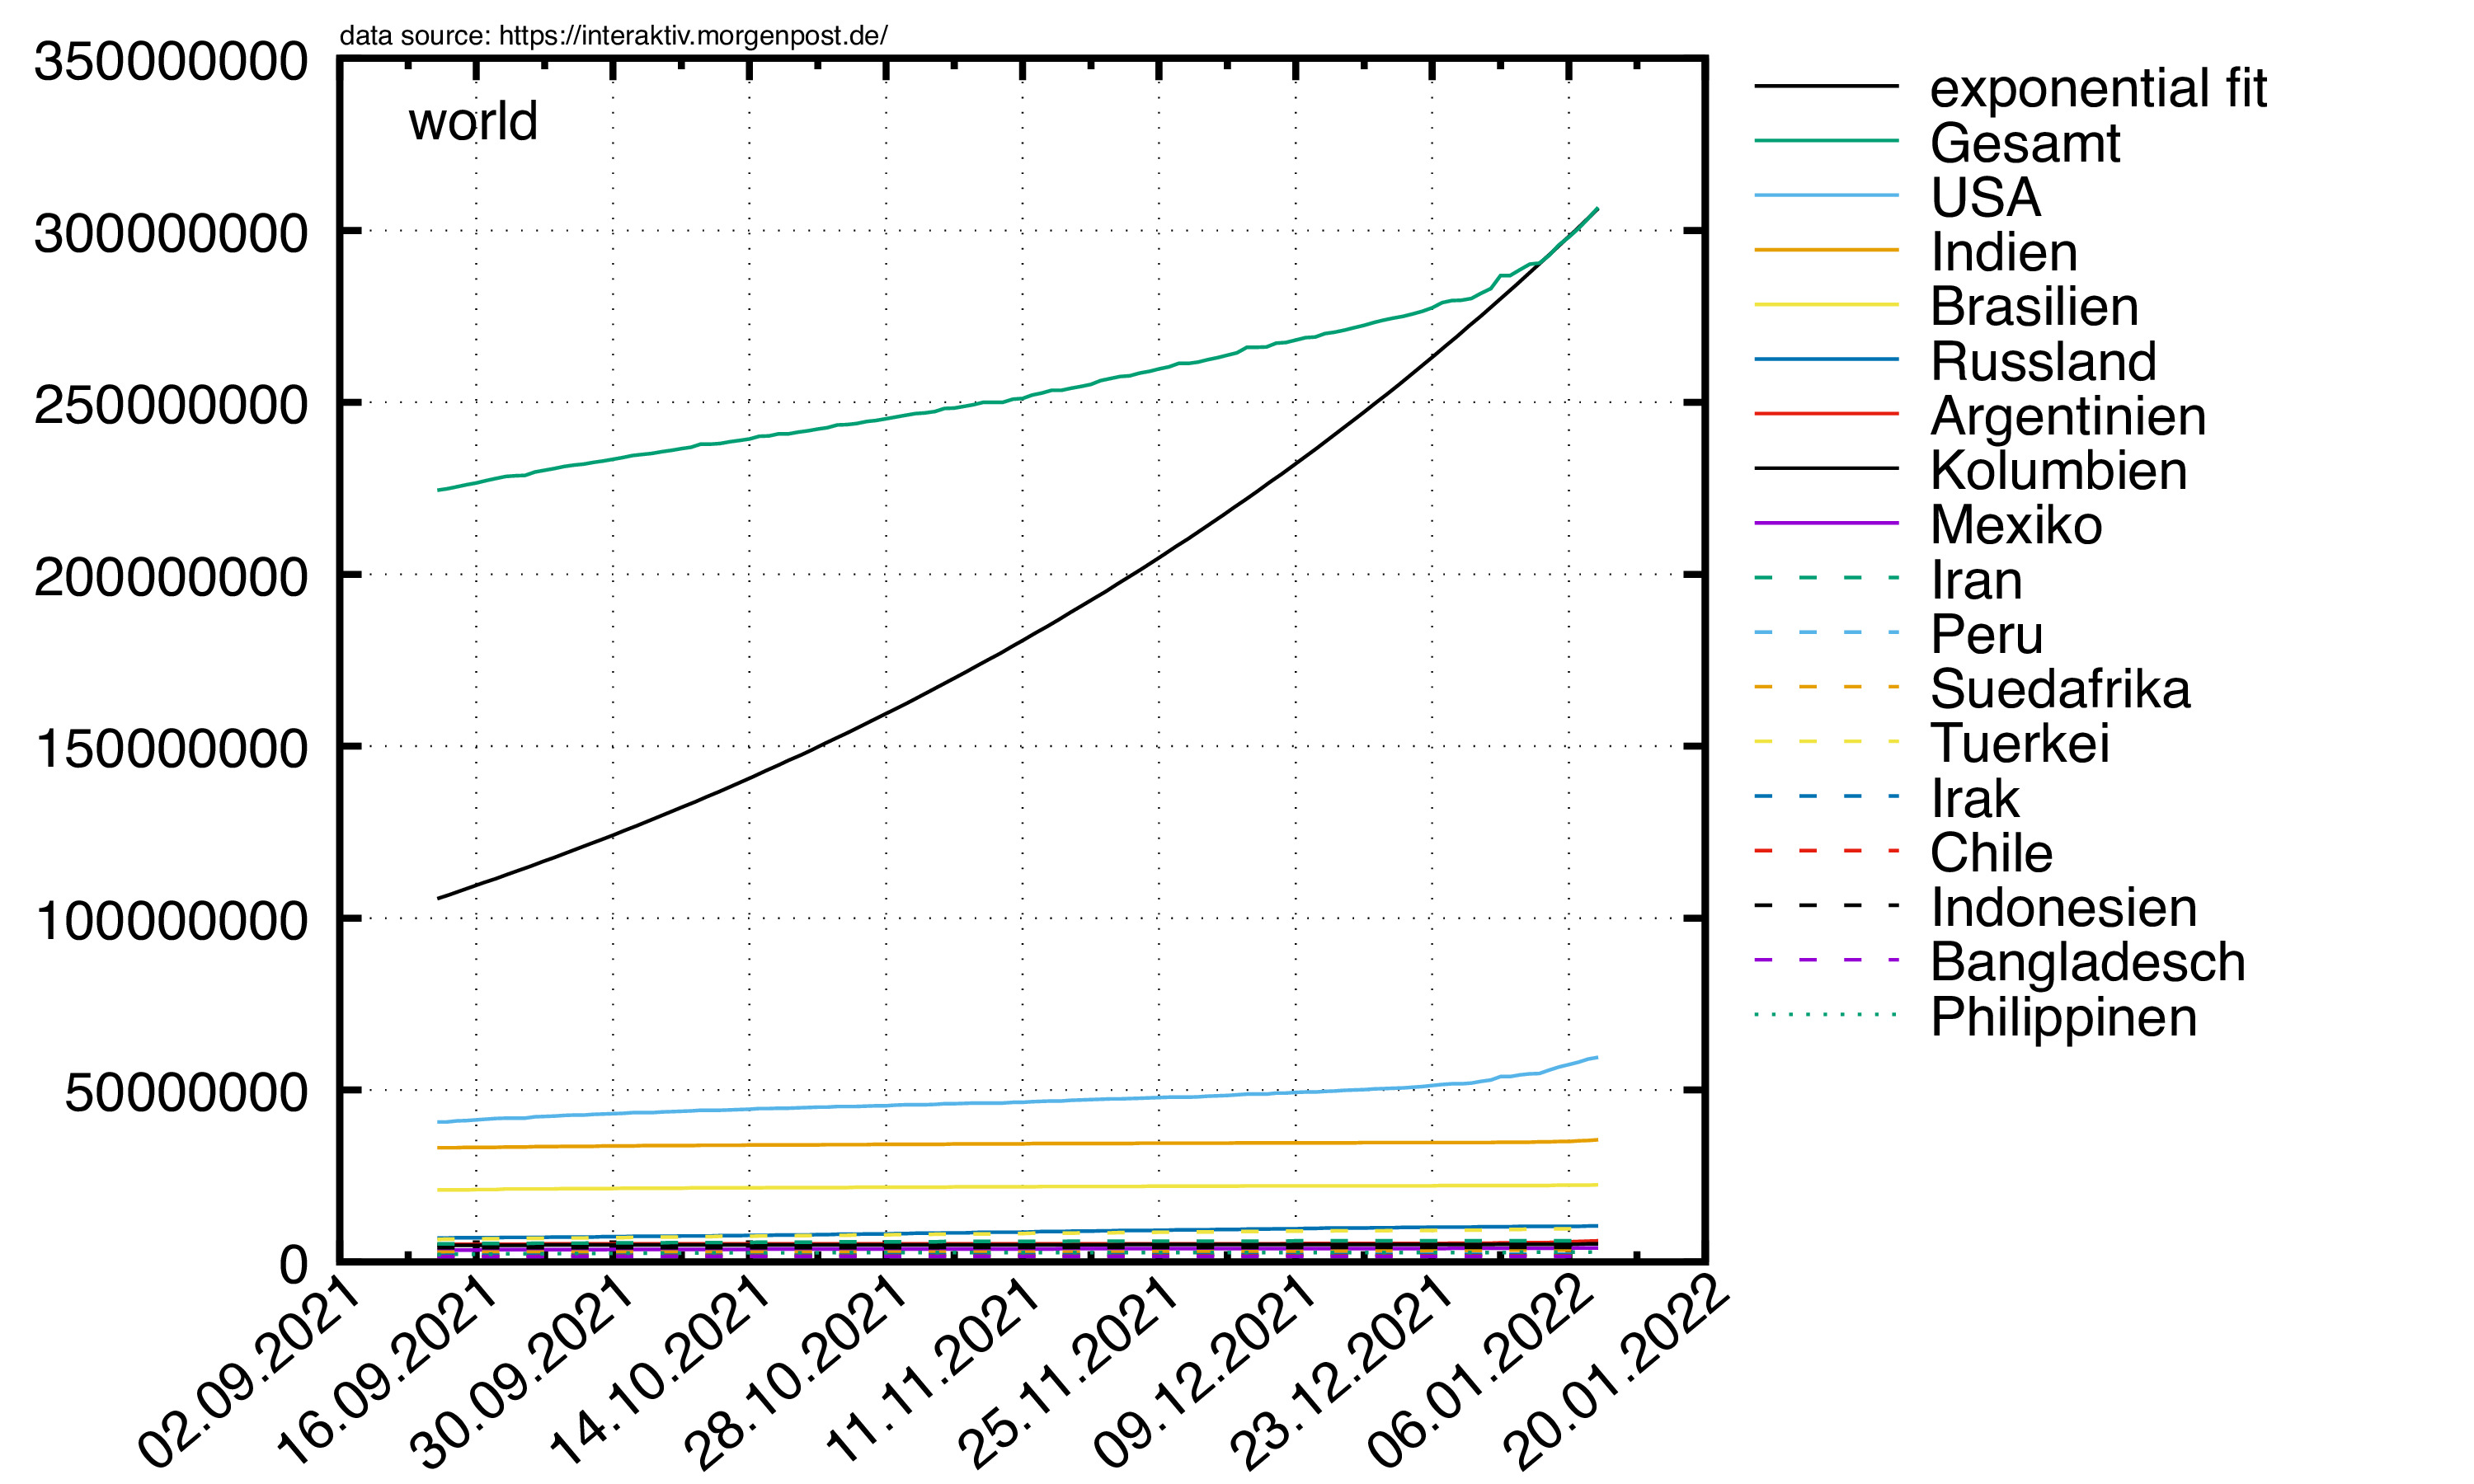 data source: https://interaktiv.morgenpost.de/
350000000
300000000
250000000
200000000
150000000
100000000
50000000
0
world
02.09.2021
16.09.2021
30.09.2021
14.10.2021
28.10.2021
11.11.2021
25.11.2021
09.12.2021
23.12.2021
06.01.2022
20.01.2022
exponential fit
Gesamt
USA
Indien
Brasilien
Russland
Argentinien
Kolumbien
Mexiko
Iran
Peru
Suedafrika
Tuerkei
Irak
Chile
Indonesien
Bangladesch
Philippinen